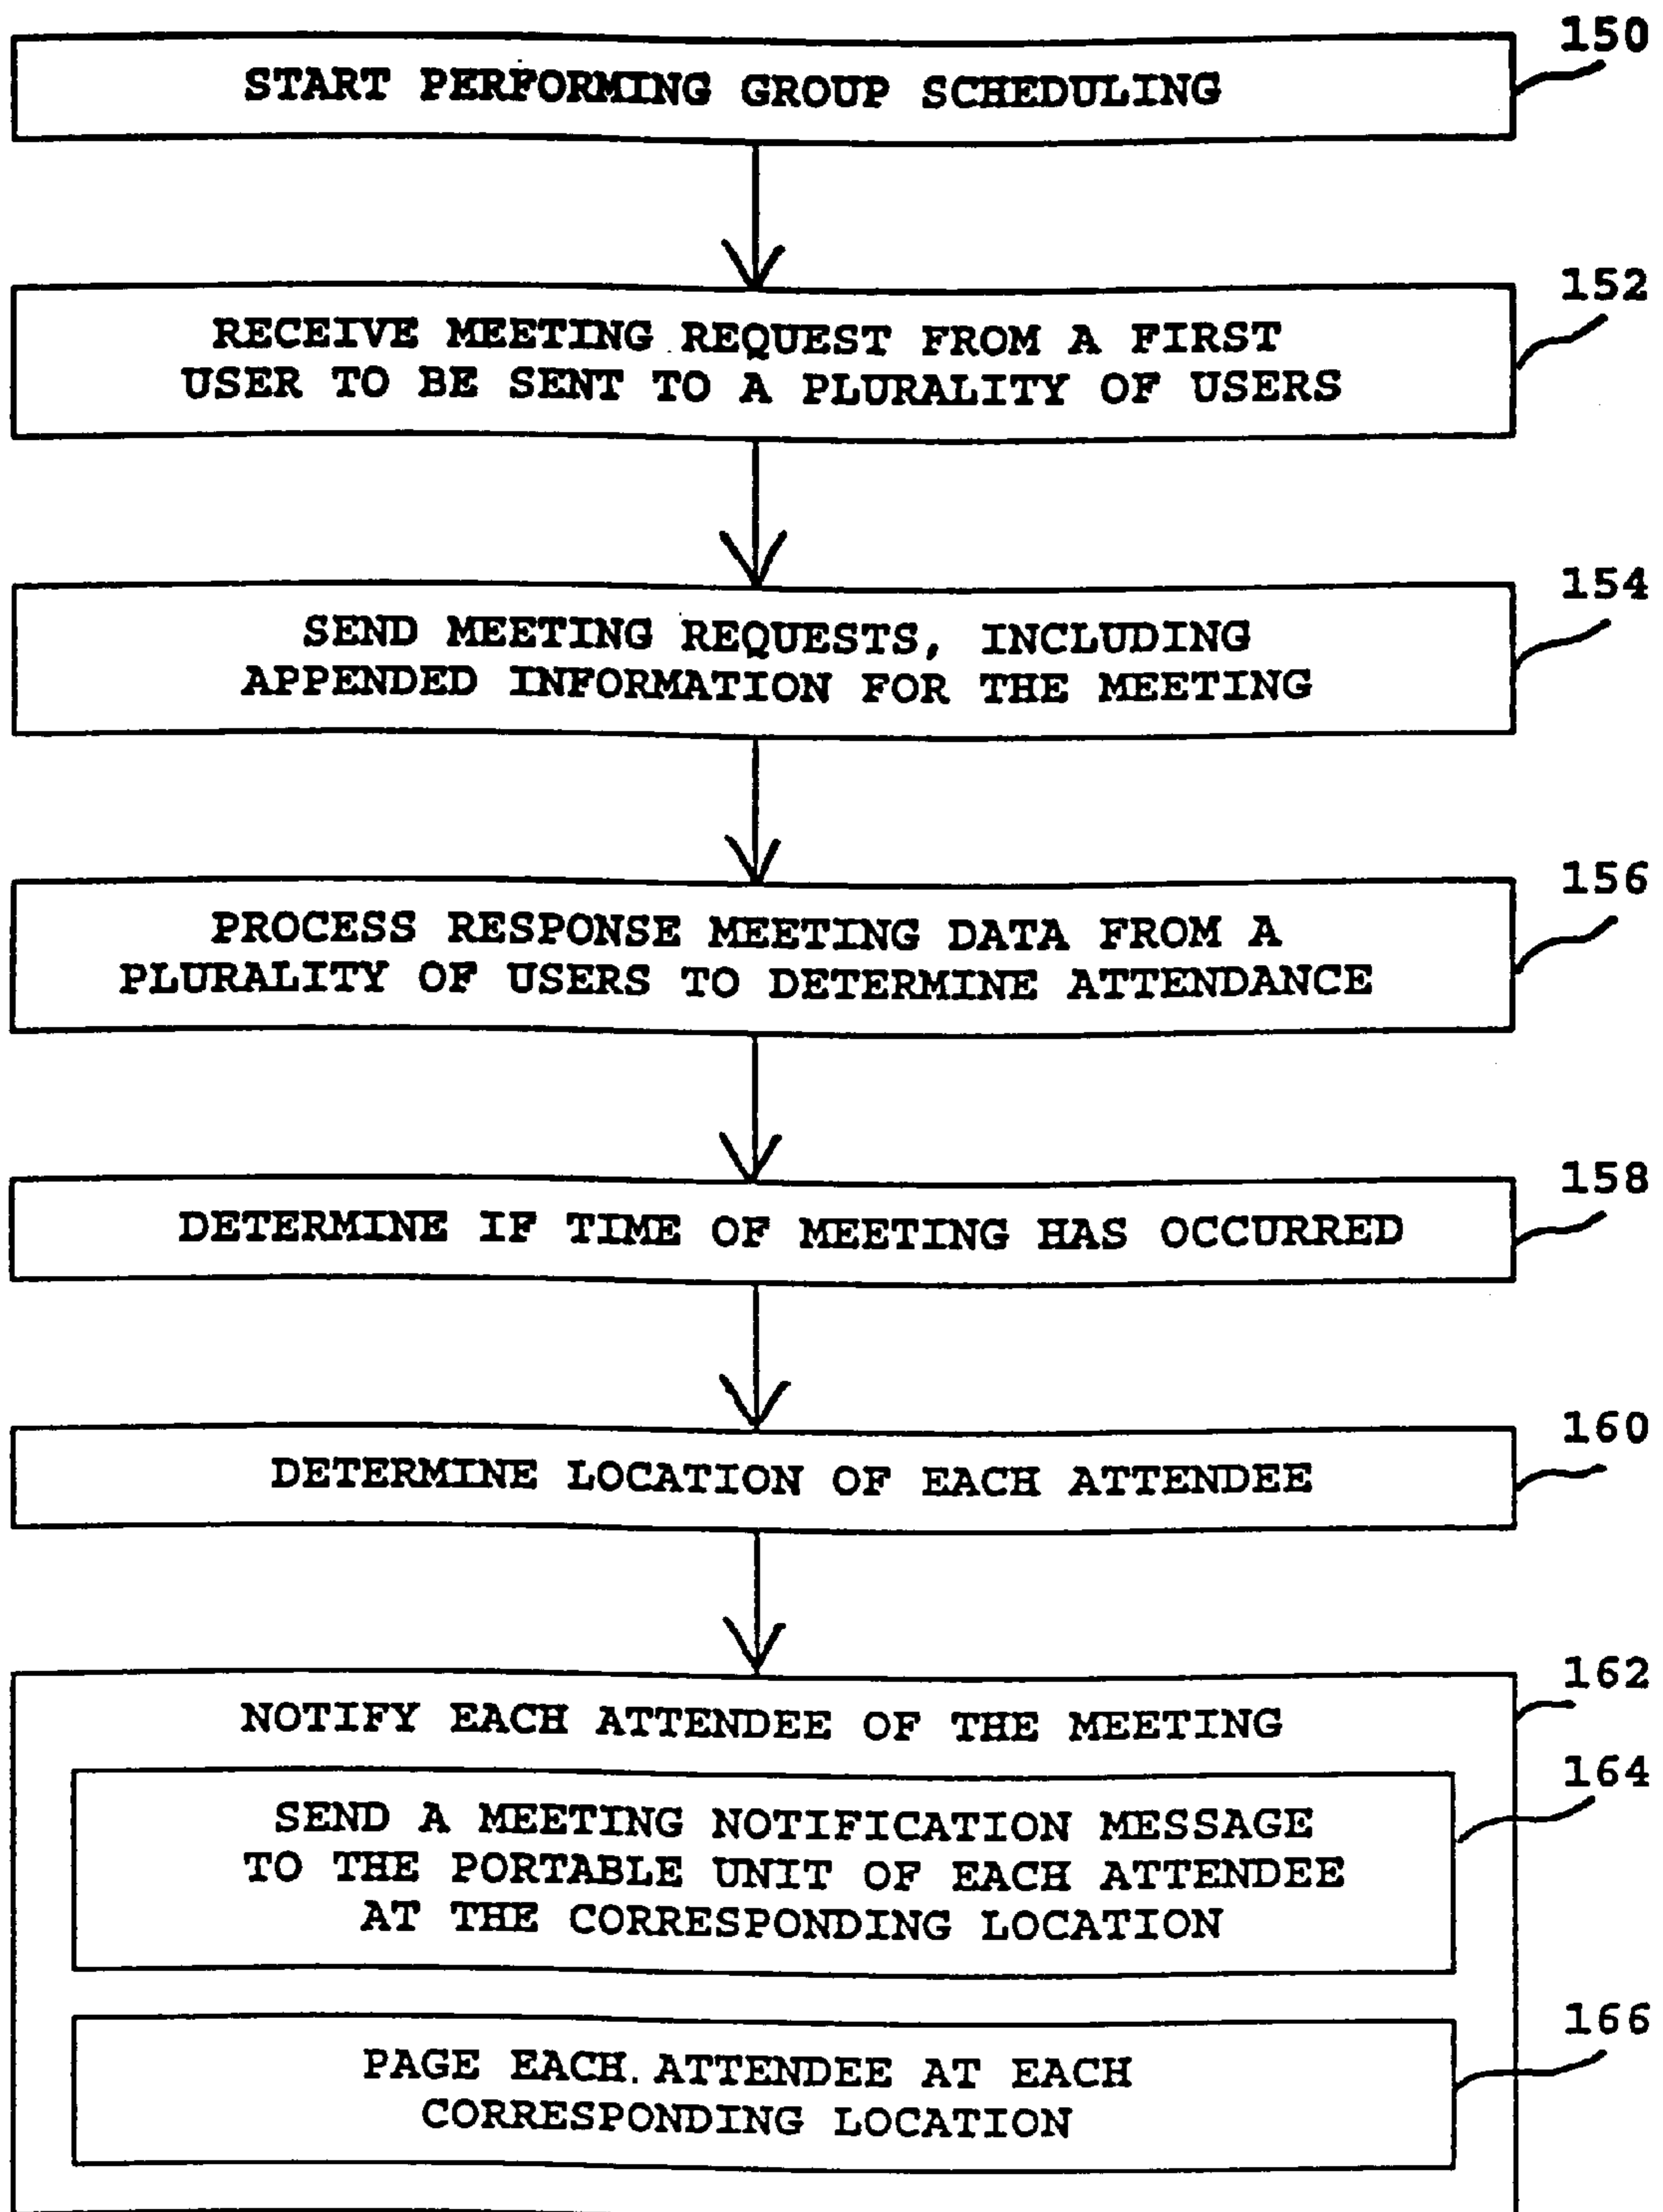 150
START PERFORMING GROUP SCHEDULING
152
RECEIVE MEETING REQUEST FROM A FIRST
USER TO BE SENT TO A PLURALITY OF USERS
154
SEND MEETING REQUESTS, INCLUDING
APPENDED INFORMATION FOR THE MEETING
156
PROCESS RESPONSE MEETING DATA FROM A
PLURALITY OF USERS TO DETERMINE ATTENDANCE
158
DETERMINE IF TIME OF MEETING HAS OCCURRED
160
DETERMINE LOCATION OF EACH ATTENDEE
162
NOTIFY EACH ATTENDEE OF THE MEETING
164
SEND A MEETING NOTIFICATION MESSAGE
TO THE PORTABLE UNIT OF EACH ATTENDEE
AT THE CORRESPONDING LOCATION
166
PAGE EACH ATTENDEE AT EACH
CORRESPONDING LOCATION